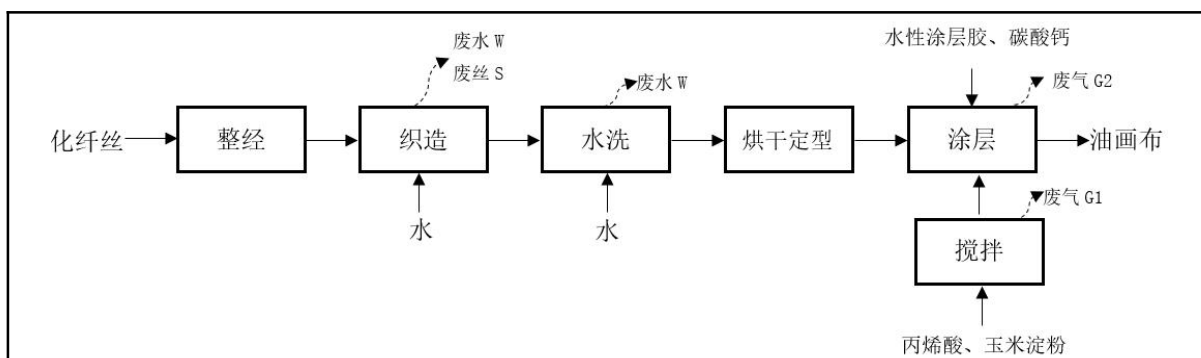 水性涂层胶、碳酸钙
废水 W
废丝 S
废水 W
废气 G2
化纤丝
整经
织造
水洗
烘干定型
涂层
油画布
水
水
废气 G1
搅拌
丙烯酸、玉米淀粉